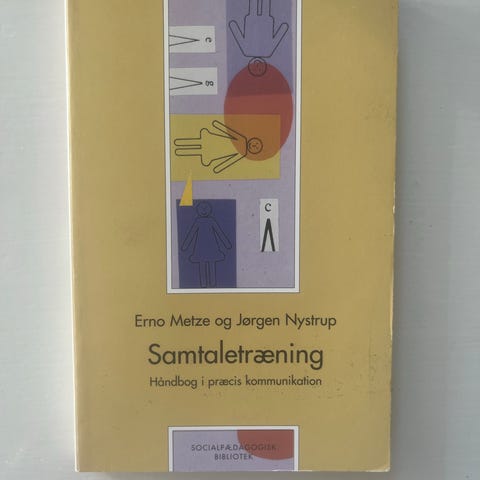 e
g
c
Erno Metze og Jørgen Nystrup
Samtaletræning
Håndbog i præcis kommunikation
SOCIALPÆDAGOGISK
BIBLIOTEK